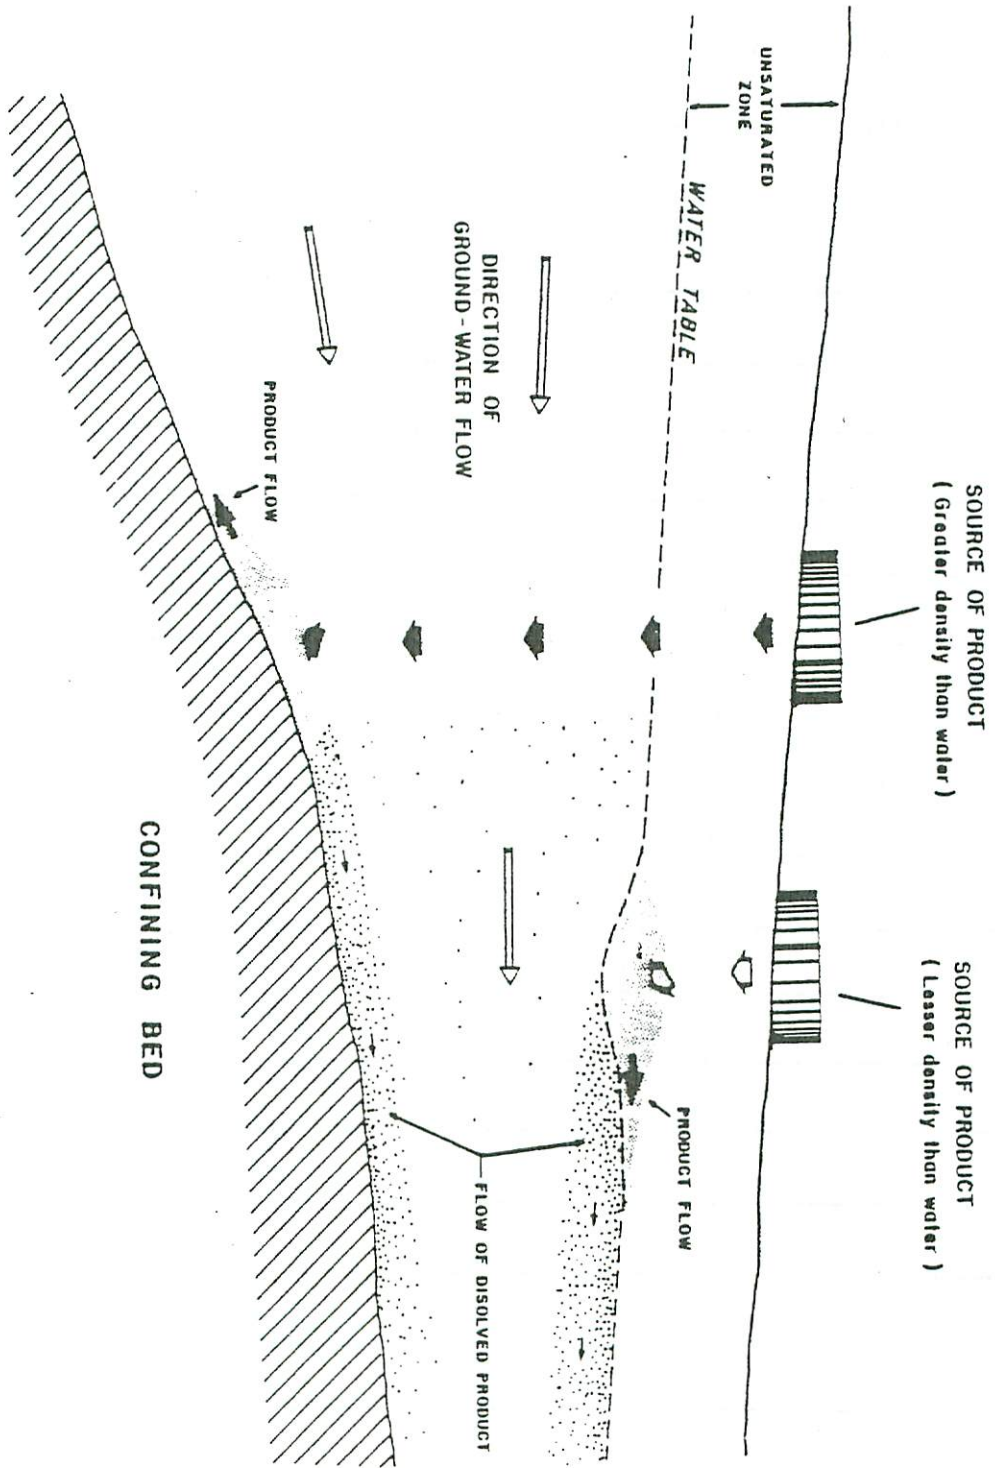 SOURCE OF PRODUCT
(Greater density than water)
SOURCE OF PRODUCT
(Lesser density than water)
UNSATURATED
ZONE
WATER TABLE
PRODUCT FLOW
DIRECTION OF
GROUND-WATER FLOW
FLOW OF DISOLVED PRODUCT
PRODUCT FLOW
CONFINING BED